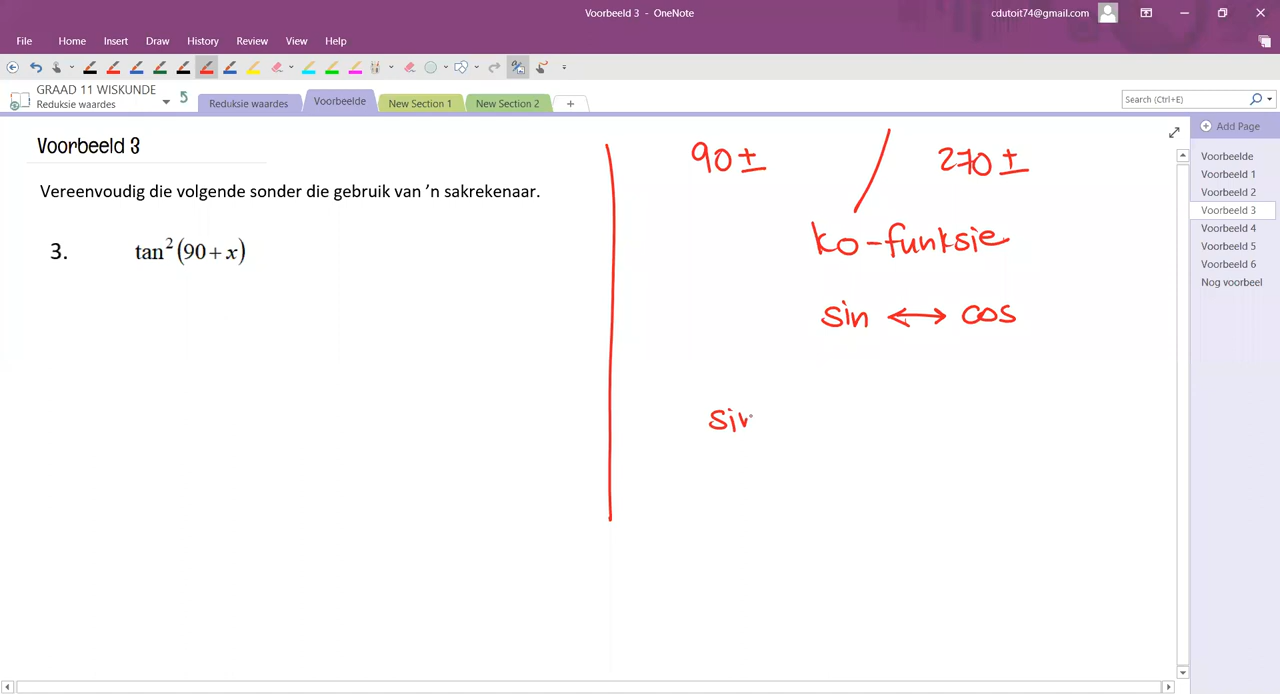 Voorbeeld 3 - OneNote
cdutoit74@gmail.com
File Home Insert Draw History Review View Help
GRAAD 11 WISKUNDE
Reduksie waardes
Reduksie waardes Voorbeelde New Section 1 New Section 2 +
Search (Ctrl+E)
Add Page
Voorbeelde
Voorbeeld 1
Voorbeeld 2
Voorbeeld 3
Voorbeeld 4
Voorbeeld 5
Voorbeeld 6
Nog voorbeel
Voorbeeld 3
Vereenvoudig die volgende sonder die gebruik van 'n sakrekenaar.
3. tan²(90 + x)
90 ± / 270 ±
ko-funksie
sin ↔ cos